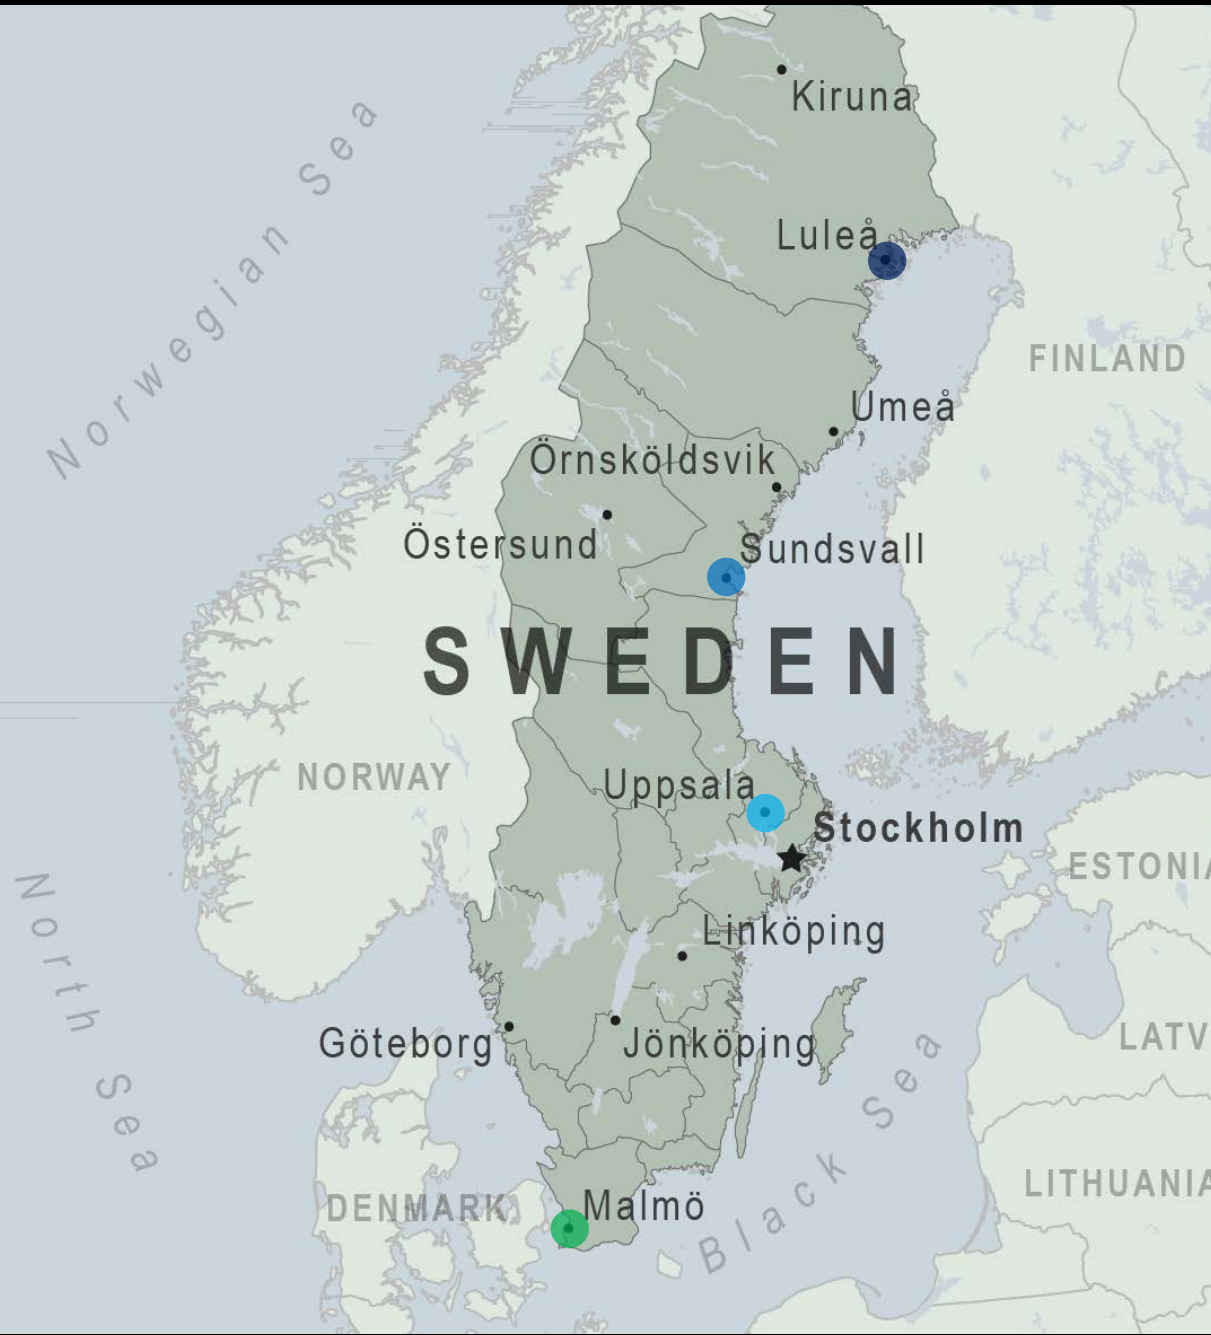 Kiruna
Norwegian Sea
Luleå
FINLAND
Umeå
Örnsköldsvik
Östersund
Sundsvall
SWEDEN
NORWAY
Uppsala
Stockholm
ESTONIA
North Sea
Linköping
Göteborg
Jönköping
LATV
Black Sea
LITHUANIA
DENMARK
Malmö